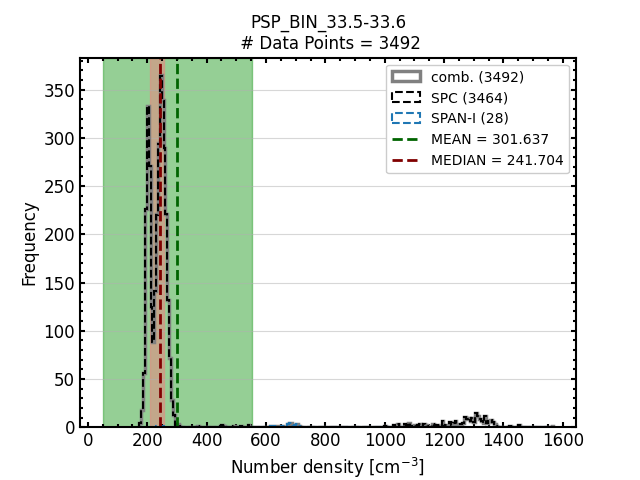 PSP_BIN_33.5-33.6
# Data Points = 3492
comb. (3492)
SPC (3464)
SPAN-I (28)
MEAN = 301.637
MEDIAN = 241.704
Frequency
350
300
250
200
150
100
50
0
0 200 400 600 800 1000 1200 1400 1600
Number density [cm⁻³]